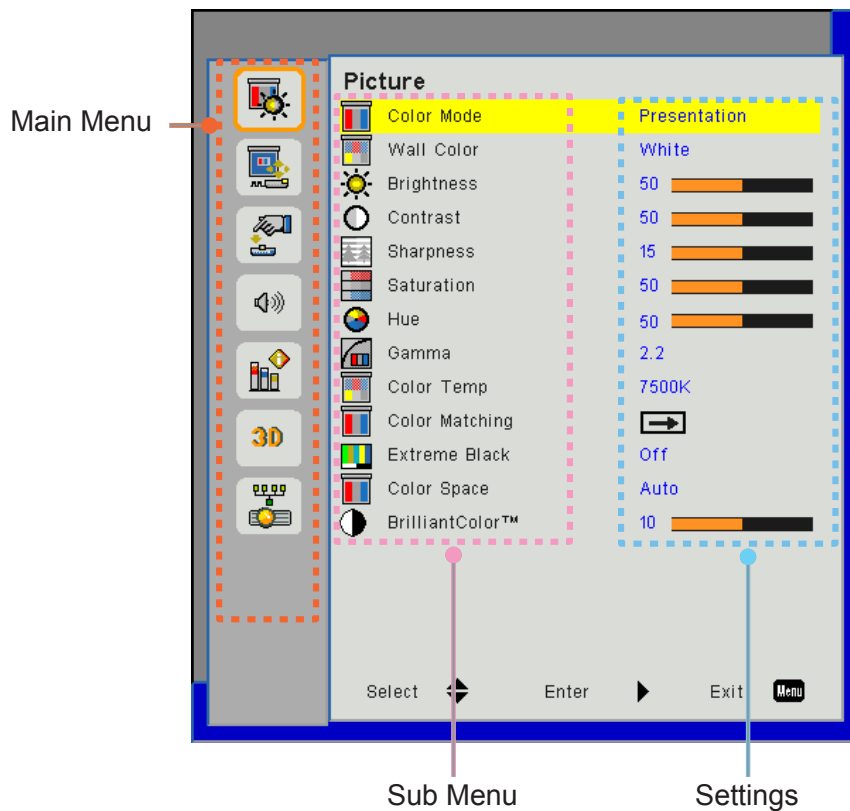 Picture
Main Menu
Color Mode Presentation
Wall Color White
Brightness 50
Contrast 50
Sharpness 15
Saturation 50
Hue 50
Gamma 2.2
Color Temp 7500K
Color Matching
3D
Extreme Black Off
Color Space Auto
BrilliantColor™ 10
Select Enter Exit Menu
Sub Menu Settings